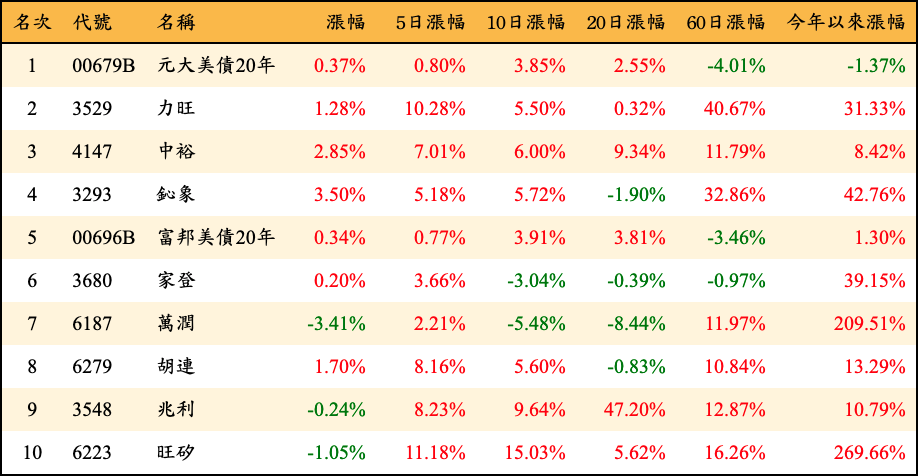 名次 代號 名稱 漲幅 5日漲幅 10日漲幅 20日漲幅 60日漲幅 今年以來漲幅
1 00679B 元大美債20年 0.37% 0.80% 3.85% 2.55% -4.01% -1.37%
2 3529 力旺 1.28% 10.28% 5.50% 0.32% 40.67% 31.33%
3 4147 中裕 2.85% 7.01% 6.00% 9.34% 11.79% 8.42%
4 3293 鈊象 3.50% 5.18% 5.72% -1.90% 32.86% 42.76%
5 00696B 富邦美債20年 0.34% 0.77% 3.91% 3.81% -3.46% 1.30%
6 3680 家登 0.20% 3.66% -3.04% -0.39% -0.97% 39.15%
7 6187 萬潤 -3.41% 2.21% -5.48% -8.44% 11.97% 209.51%
8 6279 胡連 1.70% 8.16% 5.60% -0.83% 10.84% 13.29%
9 3548 兆利 -0.24% 8.23% 9.64% 47.20% 12.87% 10.79%
10 6223 旺矽 -1.05% 11.18% 15.03% 5.62% 16.26% 269.66%